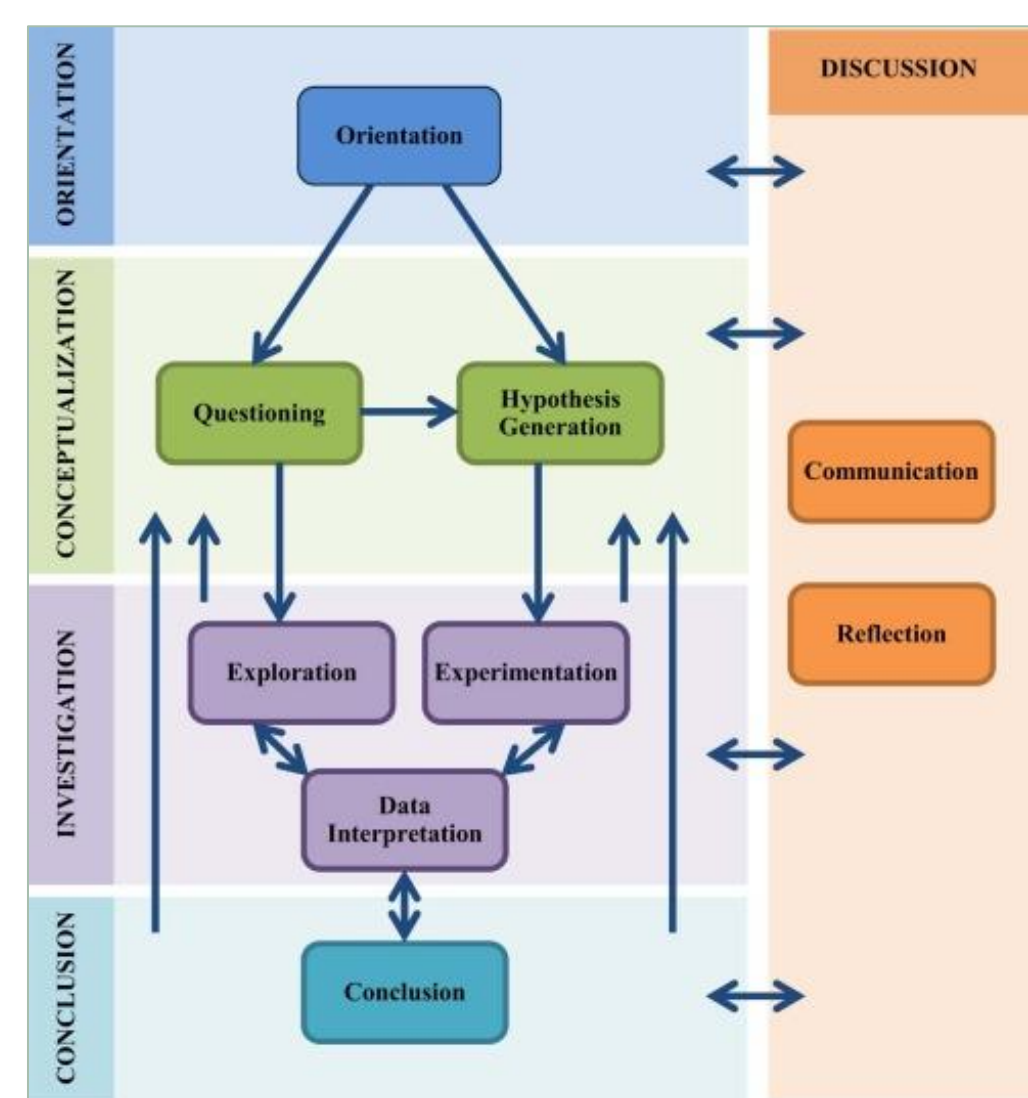 ORIENTATION
Orientation
CONCEPTUALIZATION
Questioning
Hypothesis
Generation
INVESTIGATION
Exploration
Experimentation
Data
Interpretation
CONCLUSION
Conclusion
DISCUSSION
Communication
Reflection